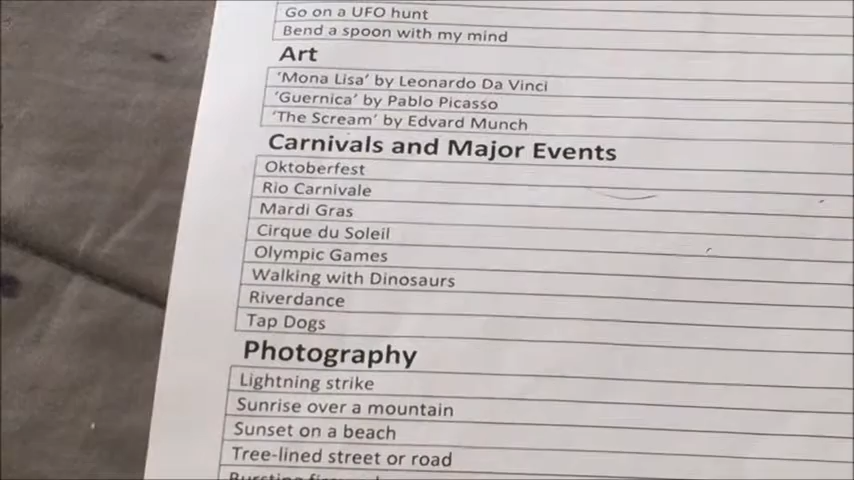 Go on a UFO hunt
Bend a spoon with my mind
Art
'Mona Lisa' by Leonardo Da Vinci
'Guernica' by Pablo Picasso
'The Scream' by Edvard Munch
Carnivals and Major Events
Oktoberfest
Rio Carnivale
Mardi Gras
Cirque du Soleil
Olympic Games
Walking with Dinosaurs
Riverdance
Tap Dogs
Photography
Lightning strike
Sunrise over a mountain
Sunset on a beach
Tree-lined street or road
Bursting